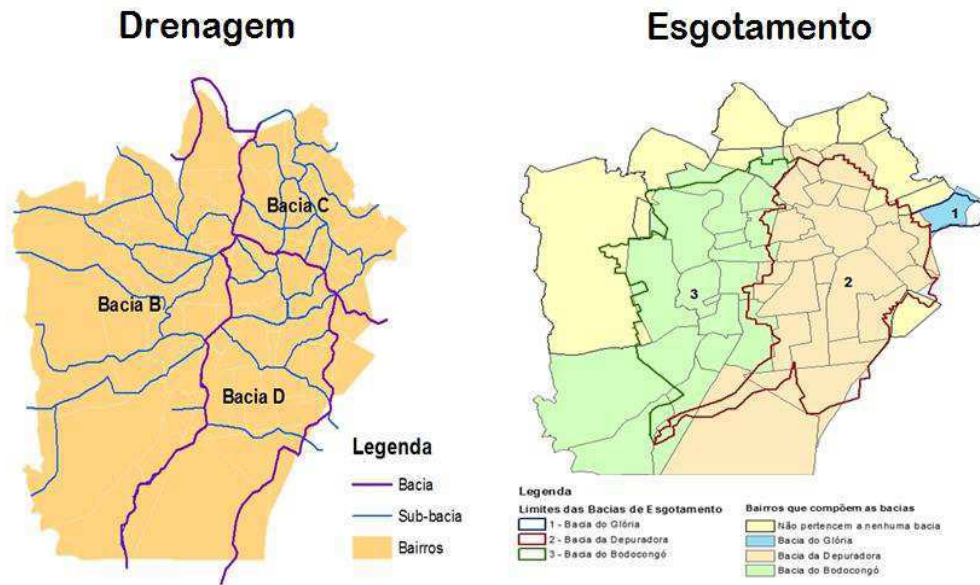 Drenagem
Bacia C
Bacia B
Bacia D
Legenda
Bacia
Sub-bacia
Bairros
Esgotamento
1
2
3
Legenda
Limites das Bacias de Esgotamento
1 - Bacia do Glória
2 - Bacia da Depuradora
3 - Bacia do Bodocongó
Bairros que compõem as bacias
Não pertencem a nenhuma bacia
Bacia do Glória
Bacia da Depuradora
Bacia do Bodocongó